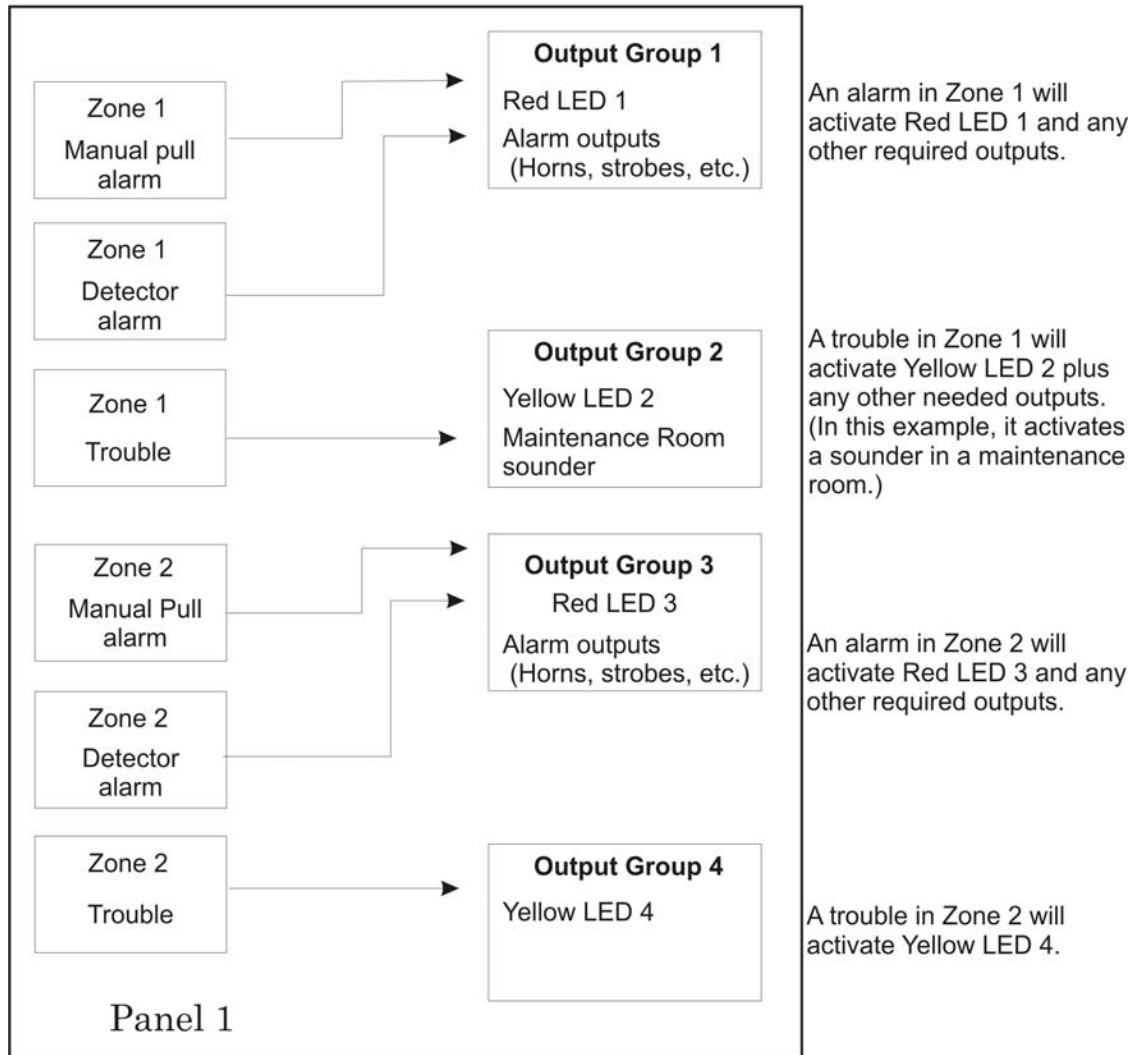 Zone 1
Manual pull
alarm
Zone 1
Detector
alarm
Zone 1
Trouble
Zone 2
Manual Pull
alarm
Zone 2
Detector
alarm
Zone 2
Trouble
Panel 1
Output Group 1
Red LED 1
Alarm outputs
(Horns, strobes, etc.)
Output Group 2
Yellow LED 2
Maintenance Room
sounder
Output Group 3
Red LED 3
Alarm outputs
(Horns, strobes, etc.)
Output Group 4
Yellow LED 4
An alarm in Zone 1 will
activate Red LED 1 and any
other required outputs.
A trouble in Zone 1 will
activate Yellow LED 2 plus
any other needed outputs.
(In this example, it activates
a sounder in a maintenance
room.)
An alarm in Zone 2 will
activate Red LED 3 and any
other required outputs.
A trouble in Zone 2 will
activate Yellow LED 4.